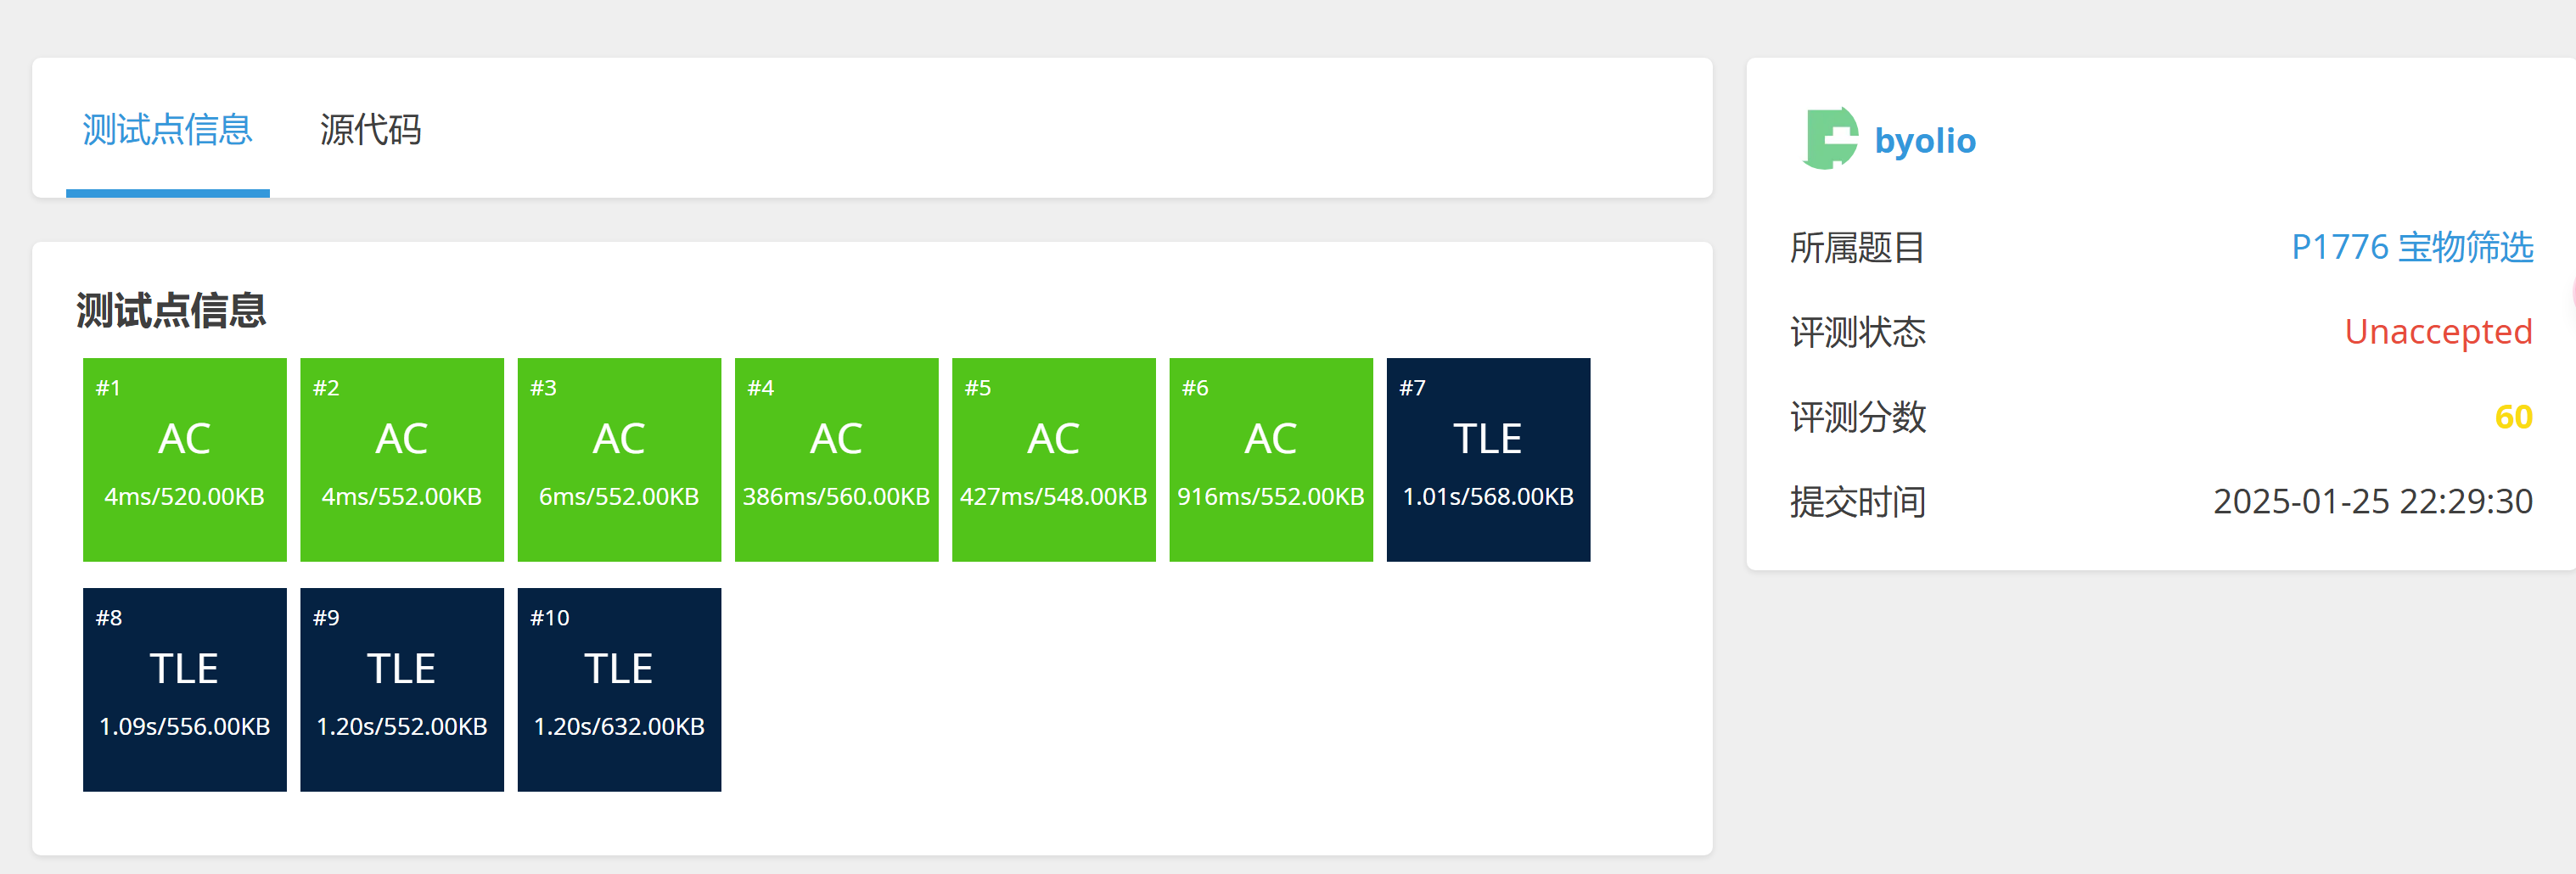 测试点信息 源代码
测试点信息
#1 #2 #3 #4 #5 #6 #7
AC AC AC AC AC AC TLE
4ms/520.00KB 4ms/552.00KB 6ms/552.00KB 386ms/560.00KB 427ms/548.00KB 916ms/552.00KB 1.01s/568.00KB
#8 #9 #10
TLE TLE TLE
1.09s/556.00KB 1.20s/552.00KB 1.20s/632.00KB
byolio
所属题目 P1776 宝物筛选
评测状态 Unaccepted
评测分数 60
提交时间 2025-01-25 22:29:30